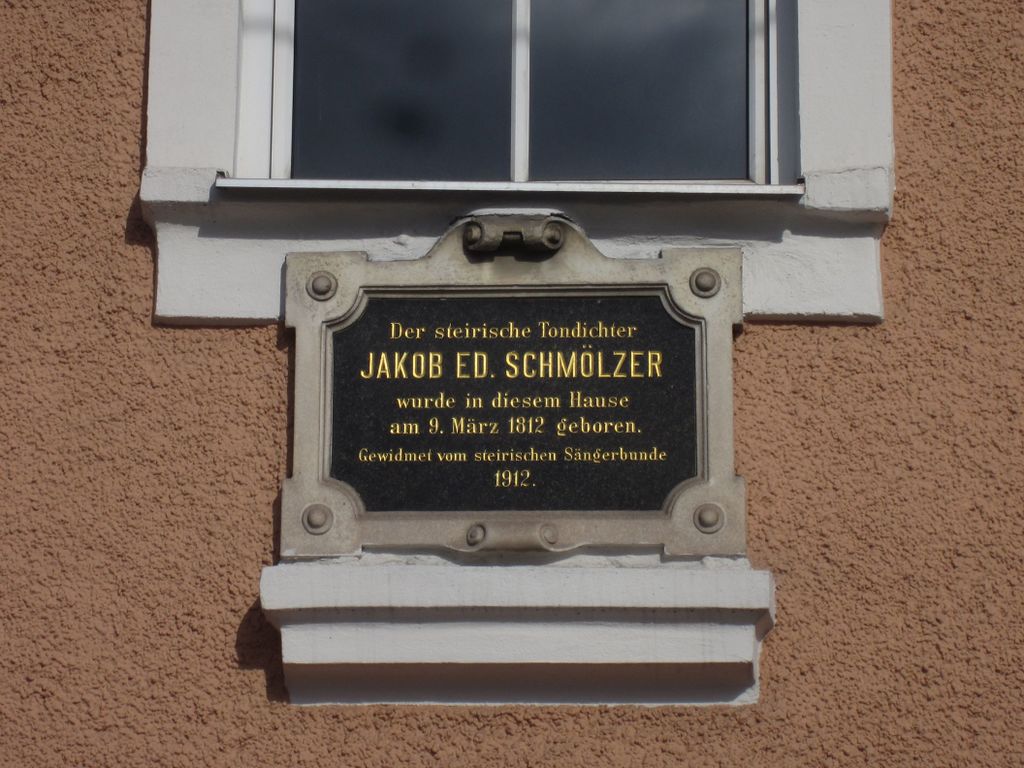 Der steirische Tondichter
JAKOB ED. SCHMÖLZER
wurde in diesem Hause
am 9. März 1812 geboren.
Gewidmet vom steirischen Sängerbunde
1912.